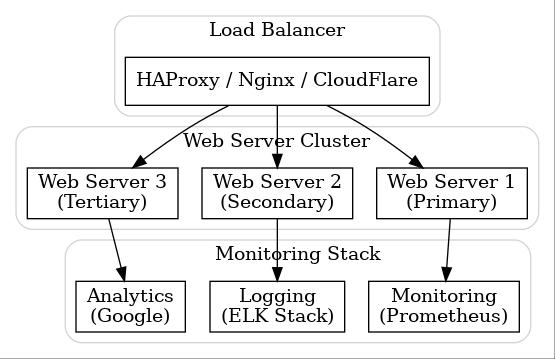 Load Balancer
HAProxy / Nginx / CloudFlare
Web Server Cluster
Web Server 3
(Tertiary)
Web Server 2
(Secondary)
Web Server 1
(Primary)
Monitoring Stack
Analytics
(Google)
Logging
(ELK Stack)
Monitoring
(Prometheus)